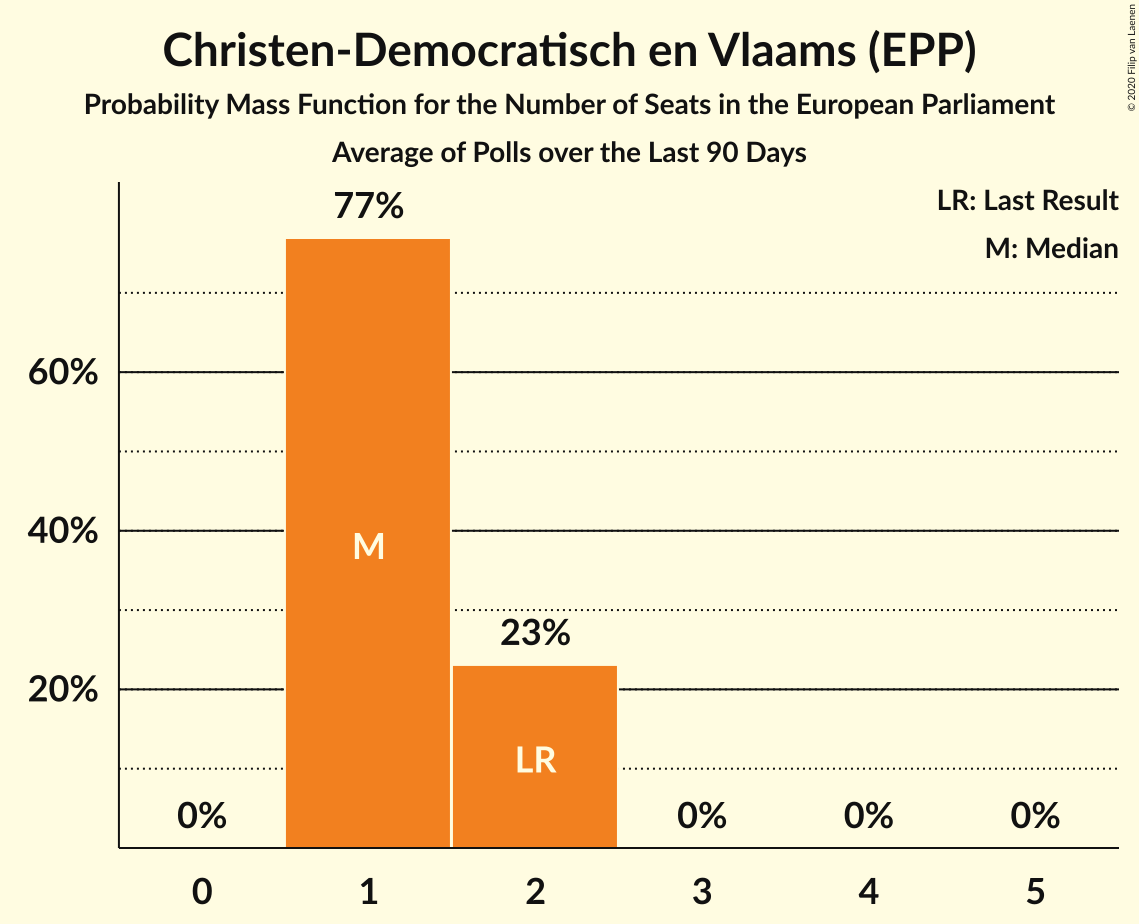 Christen-Democratisch en Vlaams (EPP)
Probability Mass Function for the Number of Seats in the European Parliament
Average of Polls over the Last 90 Days
© 2020 Filip van Laenen
LR: Last Result
M: Median
77%
60%
40%
M
23%
20%
LR
0%
0%
0%
0%
0 1 2 3 4 5